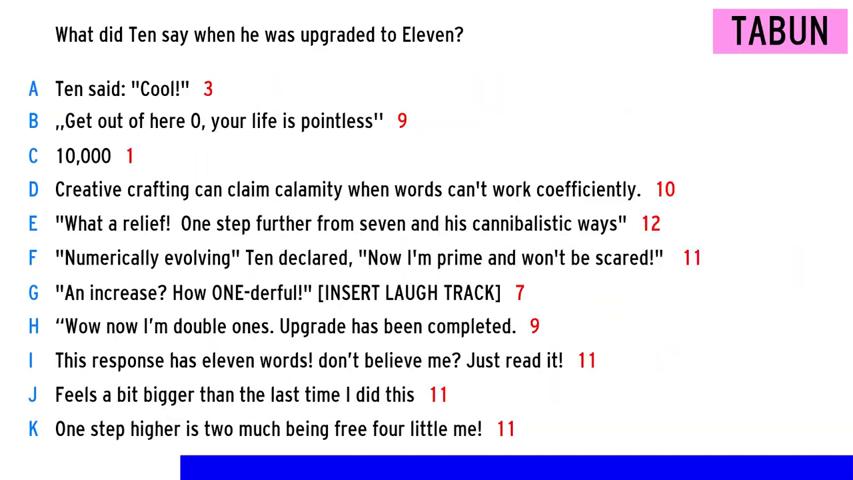 What did Ten say when he was upgraded to Eleven?
TABUN
A Ten said: "Cool!" 3
B ,,Get out of here 0, your life is pointless" 9
C 10,000 1
D Creative crafting can claim calamity when words can't work coefficiently. 10
E "What a relief! One step further from seven and his cannibalistic ways" 12
F "Numerically evolving" Ten declared, "Now I'm prime and won't be scared!" 11
G "An increase? How ONE-derful!" [INSERT LAUGH TRACK] 7
H “Wow now I’m double ones. Upgrade has been completed. 9
I This response has eleven words! don’t believe me? Just read it! 11
J Feels a bit bigger than the last time I did this 11
K One step higher is two much being free four little me! 11